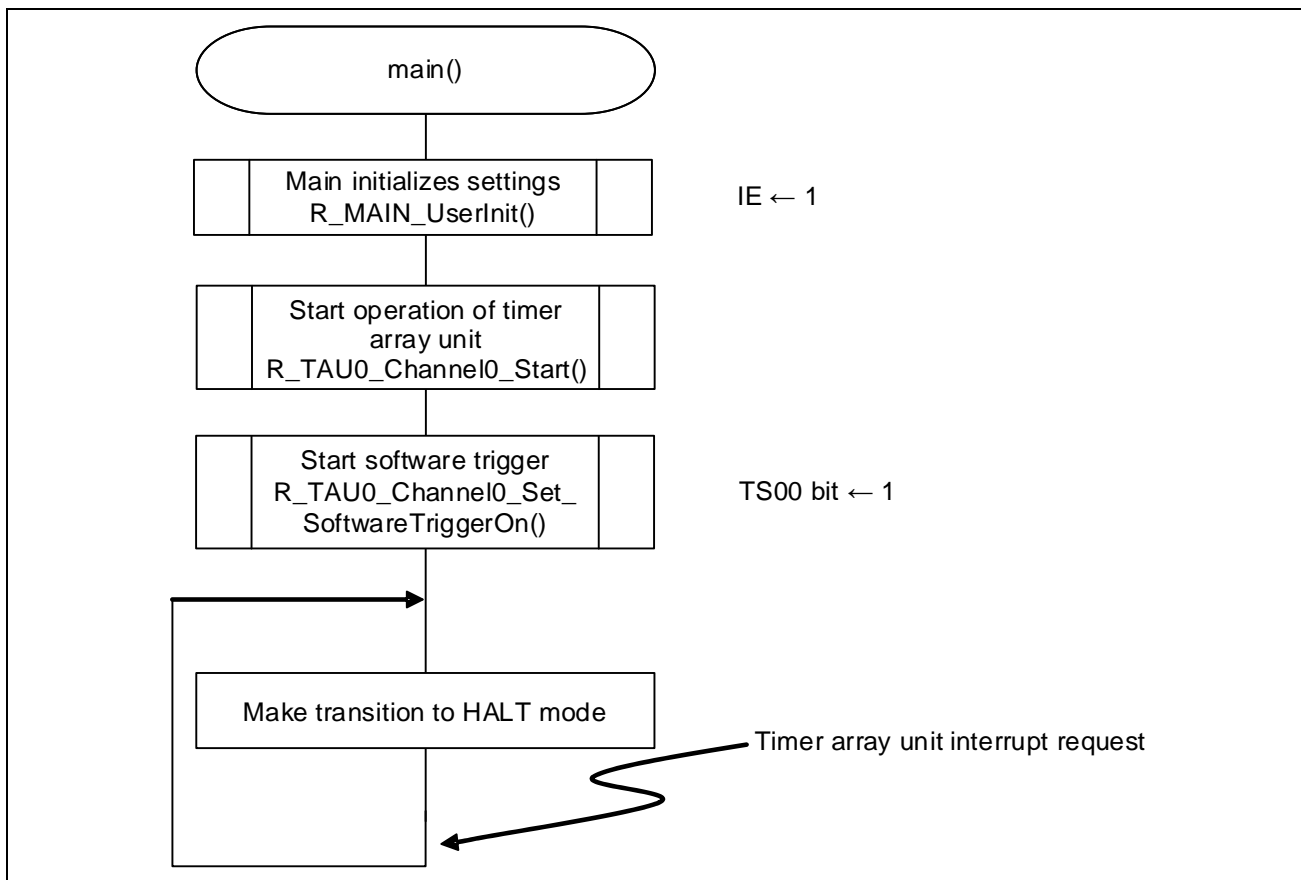 main()
Main initializes settings
R_MAIN_UserInit()
IE ← 1
Start operation of timer
array unit
R_TAU0_Channel0_Start()
Start software trigger
R_TAU0_Channel0_Set_
SoftwareTriggerOn()
TS00 bit ← 1
Make transition to HALT mode
Timer array unit interrupt request